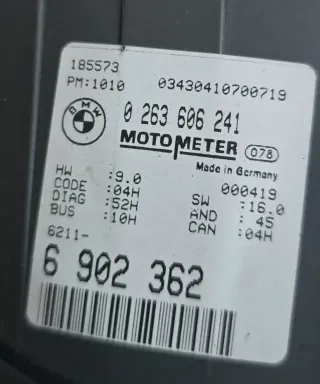 185573
PM:1010 03430410700719
BMW
0 263 606 241
MOTOMETER 078
Made in Germany
HW :9.0 000419
CODE :04H SW :16.0
DIAG :52H AND : 45
BUS :10H CAN :04H
6211-
6 902 362